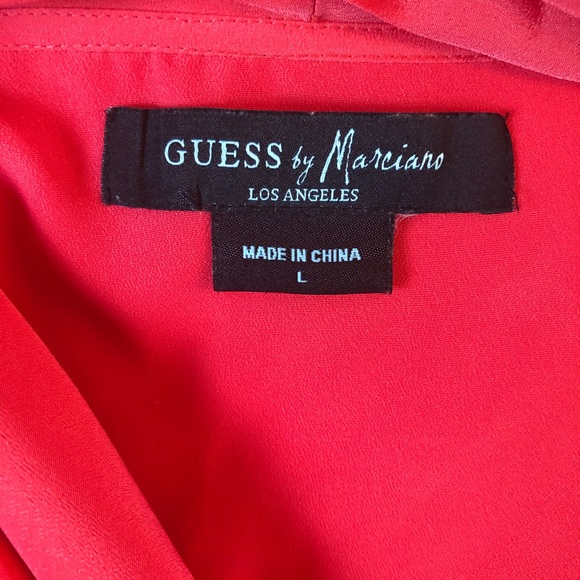 GUESS by Marciano
LOS ANGELES
MADE IN CHINA
L